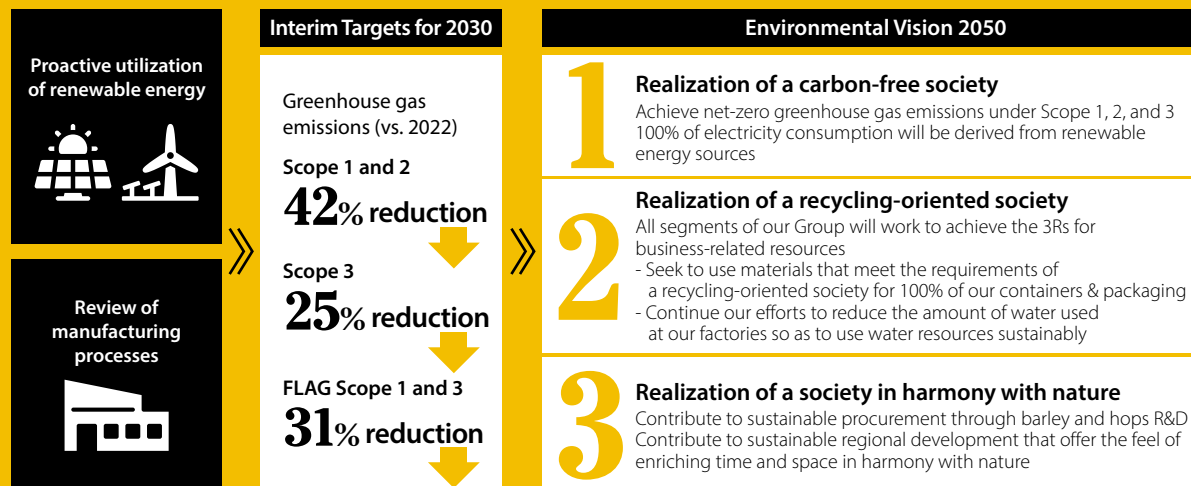 Proactive utilization
of renewable energy
Review of
manufacturing
processes
Interim Targets for 2030
Greenhouse gas
emissions (vs. 2022)
Scope 1 and 2
42% reduction
Scope 3
25% reduction
FLAG Scope 1 and 3
31% reduction
Environmental Vision 2050
1
Realization of a carbon-free society
Achieve net-zero greenhouse gas emissions under Scope 1, 2, and 3
100% of electricity consumption will be derived from renewable
energy sources
2
Realization of a recycling-oriented society
All segments of our Group will work to achieve the 3Rs for
business-related resources
- Seek to use materials that meet the requirements of
a recycling-oriented society for 100% of our containers & packaging
- Continue our efforts to reduce the amount of water used
at our factories so as to use water resources sustainably
3
Realization of a society in harmony with nature
Contribute to sustainable procurement through barley and hops R&D
Contribute to sustainable regional development that offer the feel of
enriching time and space in harmony with nature